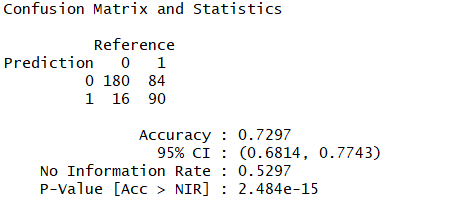 Confusion Matrix and Statistics
Reference
Prediction 0 1
0 180 84
1 16 90
Accuracy : 0.7297
95% CI : (0.6814, 0.7743)
No Information Rate : 0.5297
P-Value [Acc > NIR] : 2.484e-15